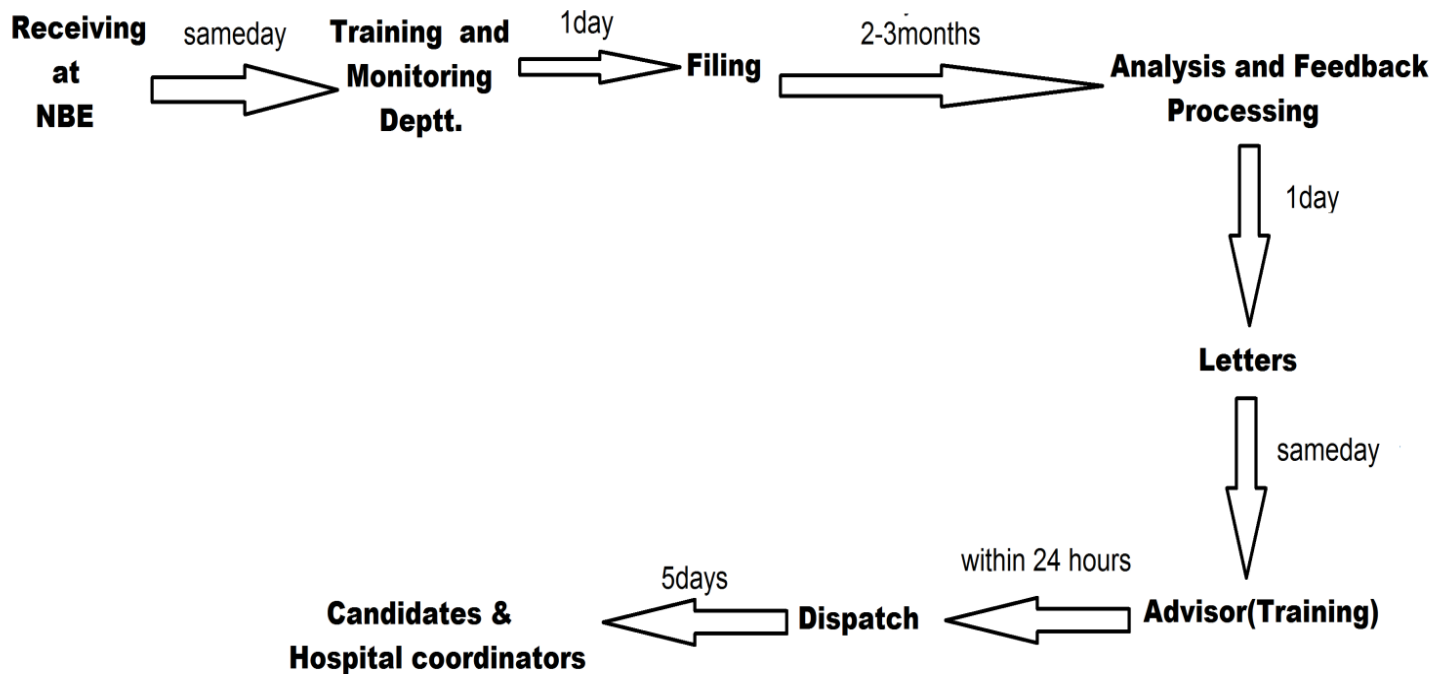 Receiving
at
NBE
sameday
Training and
Monitoring
Deptt.
1day
Filing
2-3months
Analysis and Feedback
Processing
1day
Letters
sameday
Advisor(Training)
within 24 hours
Dispatch
5days
Candidates &
Hospital coordinators